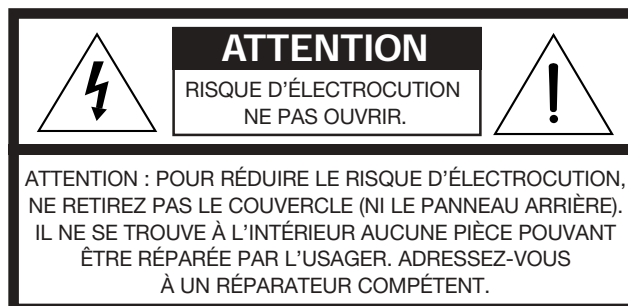 ATTENTION
RISQUE D'ÉLECTROCUTION
NE PAS OUVRIR.
ATTENTION : POUR RÉDUIRE LE RISQUE D'ÉLECTROCUTION,
NE RETIREZ PAS LE COUVERCLE (NI LE PANNEAU ARRIÈRE).
IL NE SE TROUVE À L'INTÉRIEUR AUCUNE PIÈCE POUVANT
ÊTRE RÉPARÉE PAR L'USAGER. ADRESSEZ-VOUS
À UN RÉPARATEUR COMPÉTENT.